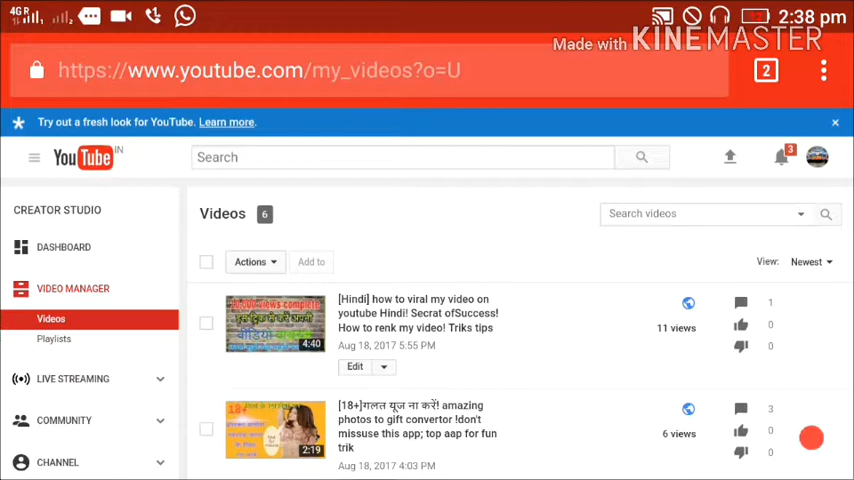 4G R
2:38 pm
Made with KINEMASTER
https://www.youtube.com/my_videos?o=U
2
Try out a fresh look for YouTube. Learn more.
YouTube IN
Search
3
CREATOR STUDIO
Videos 6
Search videos
DASHBOARD
Actions
Add to
View: Newest
VIDEO MANAGER
Videos
Playlists
LIVE STREAMING
COMMUNITY
CHANNEL
4:40
[Hindi] how to viral my video on
youtube Hindi! Secrat ofSuccess!
How to renk my video! Triks tips
Aug 18, 2017 5:55 PM
Edit
11 views
1
0
0
18+
2:19
[18+]गलत यूज ना करें! amazing
photos to gift convertor !don't
missuse this app; top aap for fun
trik
Aug 18, 2017 4:03 PM
6 views
3
0
0